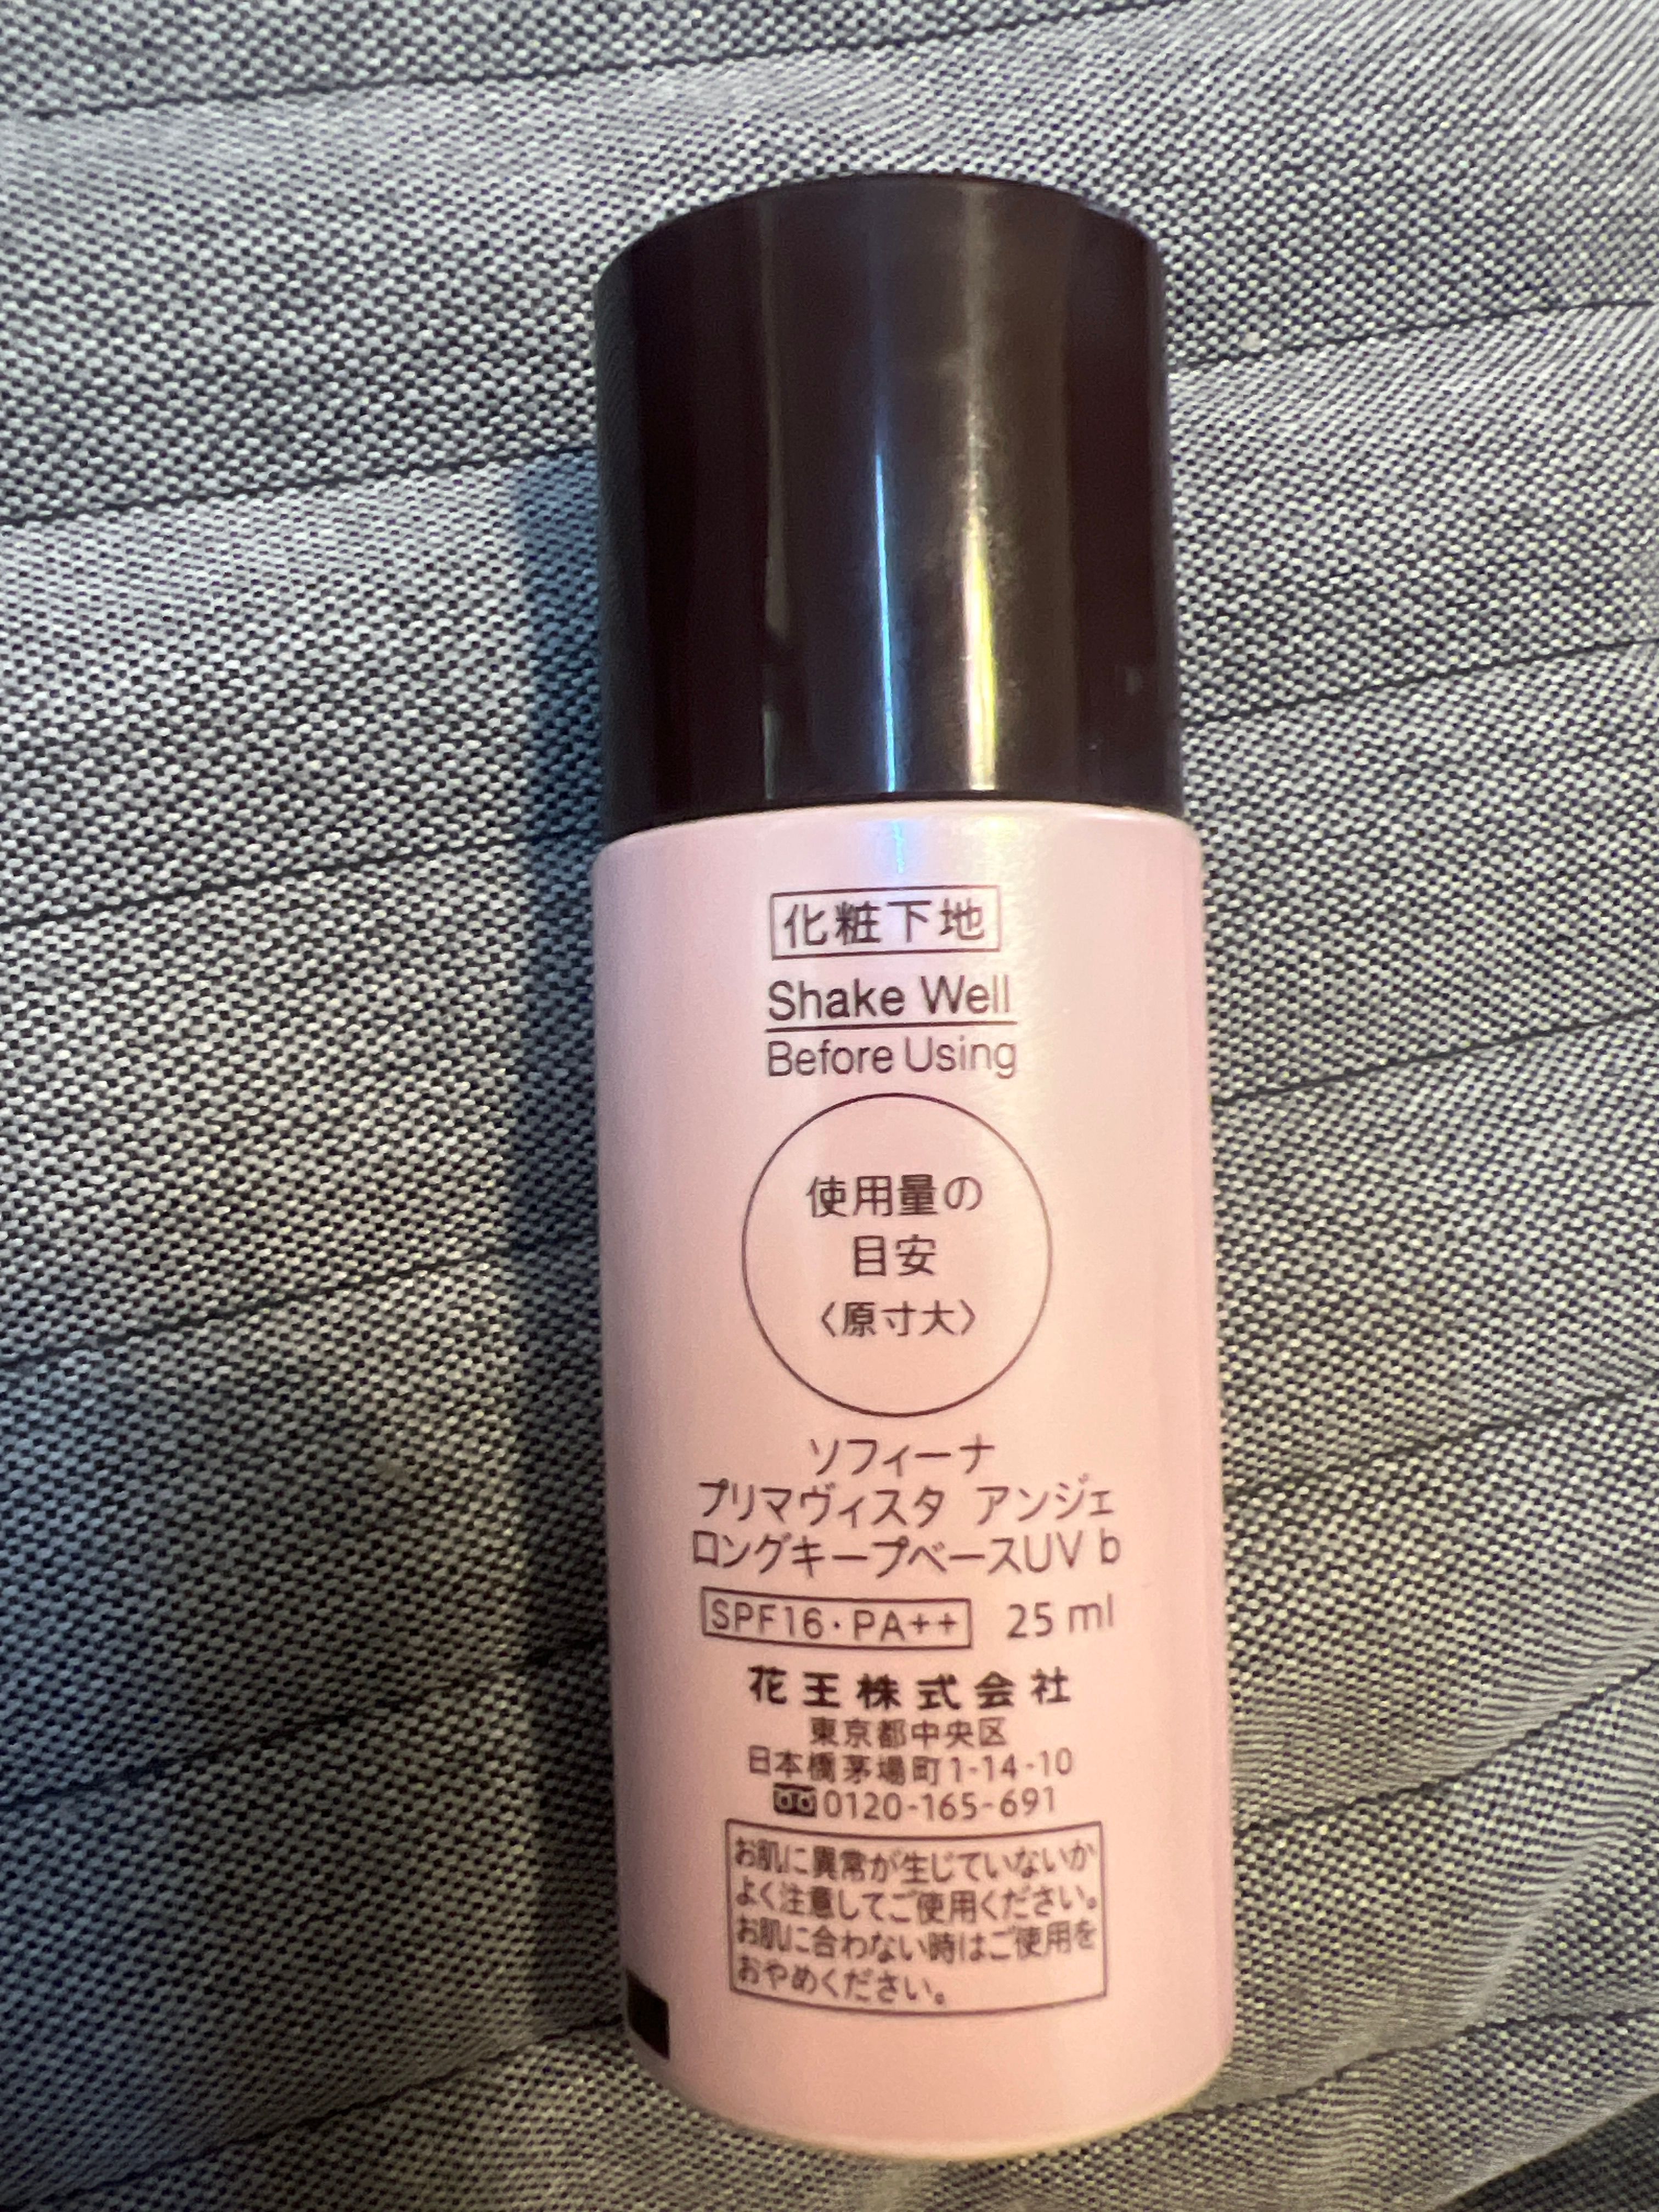 化粧下地
Shake Well
Before Using
使用量の
目安
〈原寸大〉
ソフィーナ
プリマヴィスタ アンジェ
ロングキープベースUV b
SPF16・PA++ 25 ml
花王株式会社
東京都中央区
日本橋茅場町1-14-10
0120-165-691
お肌に異常が生じていないか
よく注意してご使用ください。
お肌に合わない時はご使用を
おやめください。